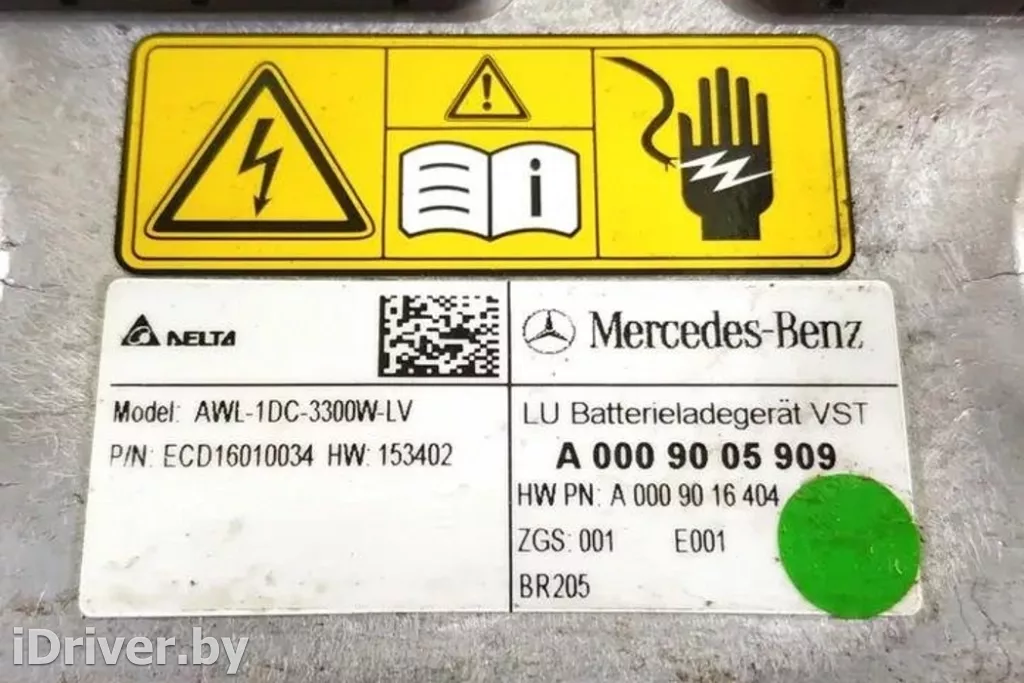 NELTA
Mercedes-Benz
Model: AWL-1DC-3300W-LV
P/N: ECD16010034 HW: 153402
LU Batterieladegerät VST
A 000 90 05 909
HW PN: A 000 90 16 404
ZGS: 001 E001
BR205
iDriver.by